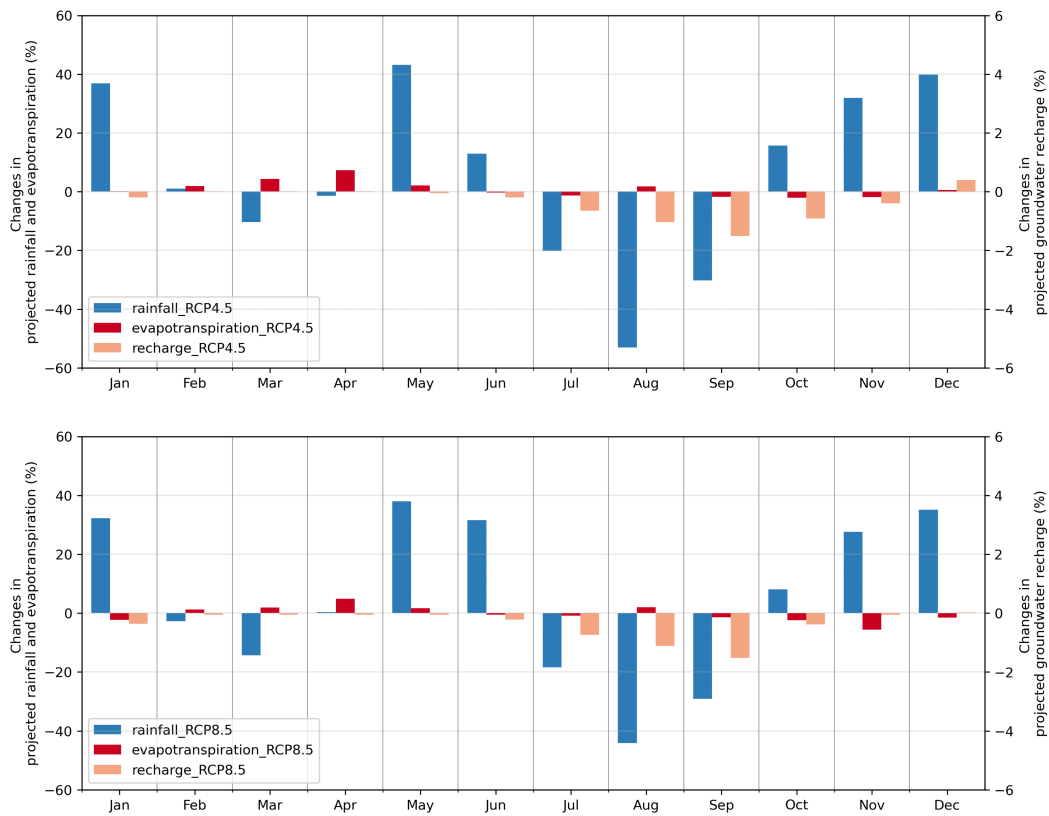 60
40
20
0
−20
−40
−60
Changes in
projected rainfall and evapotranspiration (%)
6
4
2
0
−2
−4
−6
Changes in
projected groundwater recharge (%)
rainfall_RCP4.5
evapotranspiration_RCP4.5
recharge_RCP4.5
Jan Feb Mar Apr May Jun Jul Aug Sep Oct Nov Dec
60
40
20
0
−20
−40
−60
Changes in
projected rainfall and evapotranspiration (%)
6
4
2
0
−2
−4
−6
Changes in
projected groundwater recharge (%)
rainfall_RCP8.5
evapotranspiration_RCP8.5
recharge_RCP8.5
Jan Feb Mar Apr May Jun Jul Aug Sep Oct Nov Dec